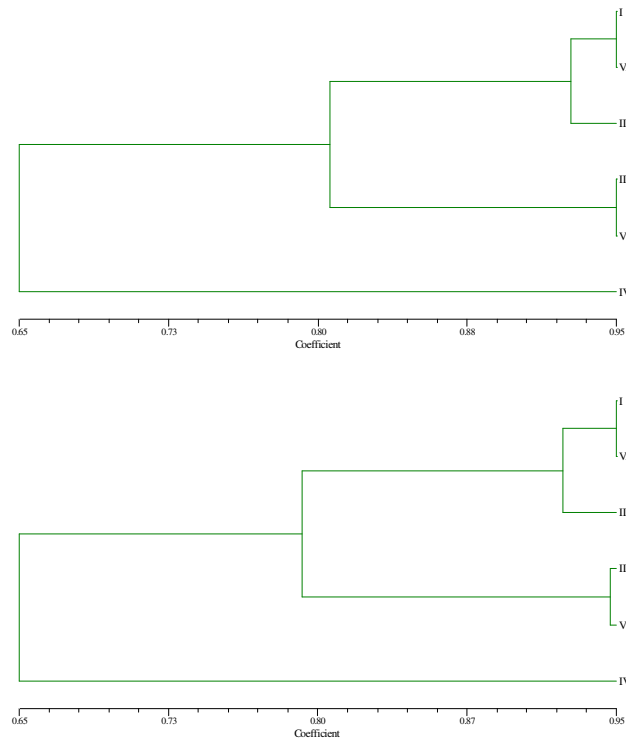 I
V
II
II
V
IV
0.65 0.73 0.80 0.88 0.95
Coefficient
I
V
II
II
V
IV
0.65 0.73 0.80 0.87 0.95
Coefficient